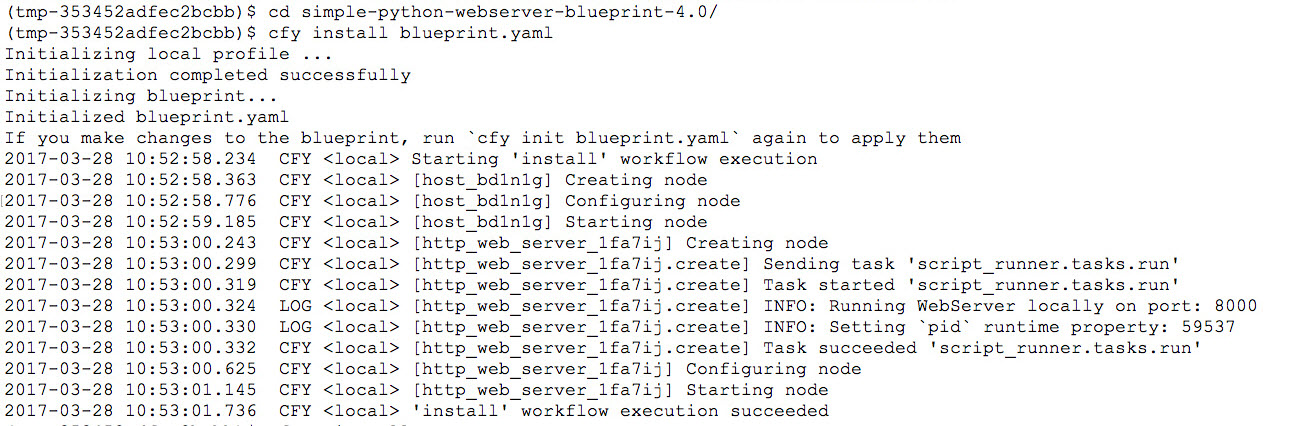 (tmp-353452adfec2bcbb)$ cd simple-python-webserver-blueprint-4.0/
(tmp-353452adfec2bcbb)$ cfy install blueprint.yaml
Initializing local profile ...
Initialization completed successfully
Initializing blueprint...
Initialized blueprint.yaml
If you make changes to the blueprint, run `cfy init blueprint.yaml` again to apply them
2017-03-28 10:52:58.234  CFY <local> Starting 'install' workflow execution
2017-03-28 10:52:58.363  CFY <local> [host_bd1n1g] Creating node
2017-03-28 10:52:58.776  CFY <local> [host_bd1n1g] Configuring node
2017-03-28 10:52:59.185  CFY <local> [host_bd1n1g] Starting node
2017-03-28 10:53:00.243  CFY <local> [http_web_server_1fa7ij] Creating node
2017-03-28 10:53:00.299  CFY <local> [http_web_server_1fa7ij.create] Sending task 'script_runner.tasks.run'
2017-03-28 10:53:00.319  CFY <local> [http_web_server_1fa7ij.create] Task started 'script_runner.tasks.run'
2017-03-28 10:53:00.324  LOG <local> [http_web_server_1fa7ij.create] INFO: Running WebServer locally on port: 8000
2017-03-28 10:53:00.330  LOG <local> [http_web_server_1fa7ij.create] INFO: Setting `pid` runtime property: 59537
2017-03-28 10:53:00.332  CFY <local> [http_web_server_1fa7ij.create] Task succeeded 'script_runner.tasks.run'
2017-03-28 10:53:00.625  CFY <local> [http_web_server_1fa7ij] Configuring node
2017-03-28 10:53:01.145  CFY <local> [http_web_server_1fa7ij] Starting node
2017-03-28 10:53:01.736  CFY <local> 'install' workflow execution succeeded